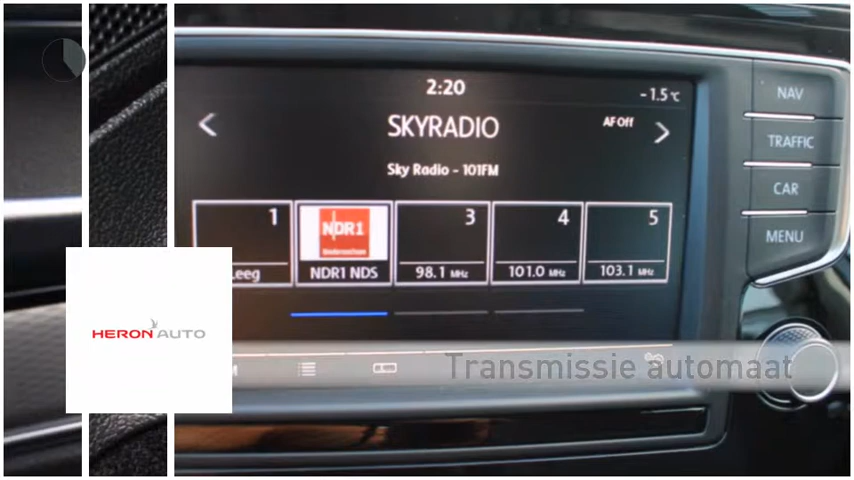 2:20
-1.5°C
NAV
SKYRADIO
AF Off
TRAFFIC
Sky Radio - 101FM
CAR
1
NDR1
Niedersachsen
3
4
5
MENU
Leeg
NDR1 NDS
98.1 MHz
101.0 MHz
103.1 MHz
HERON AUTO
Transmissie automaat